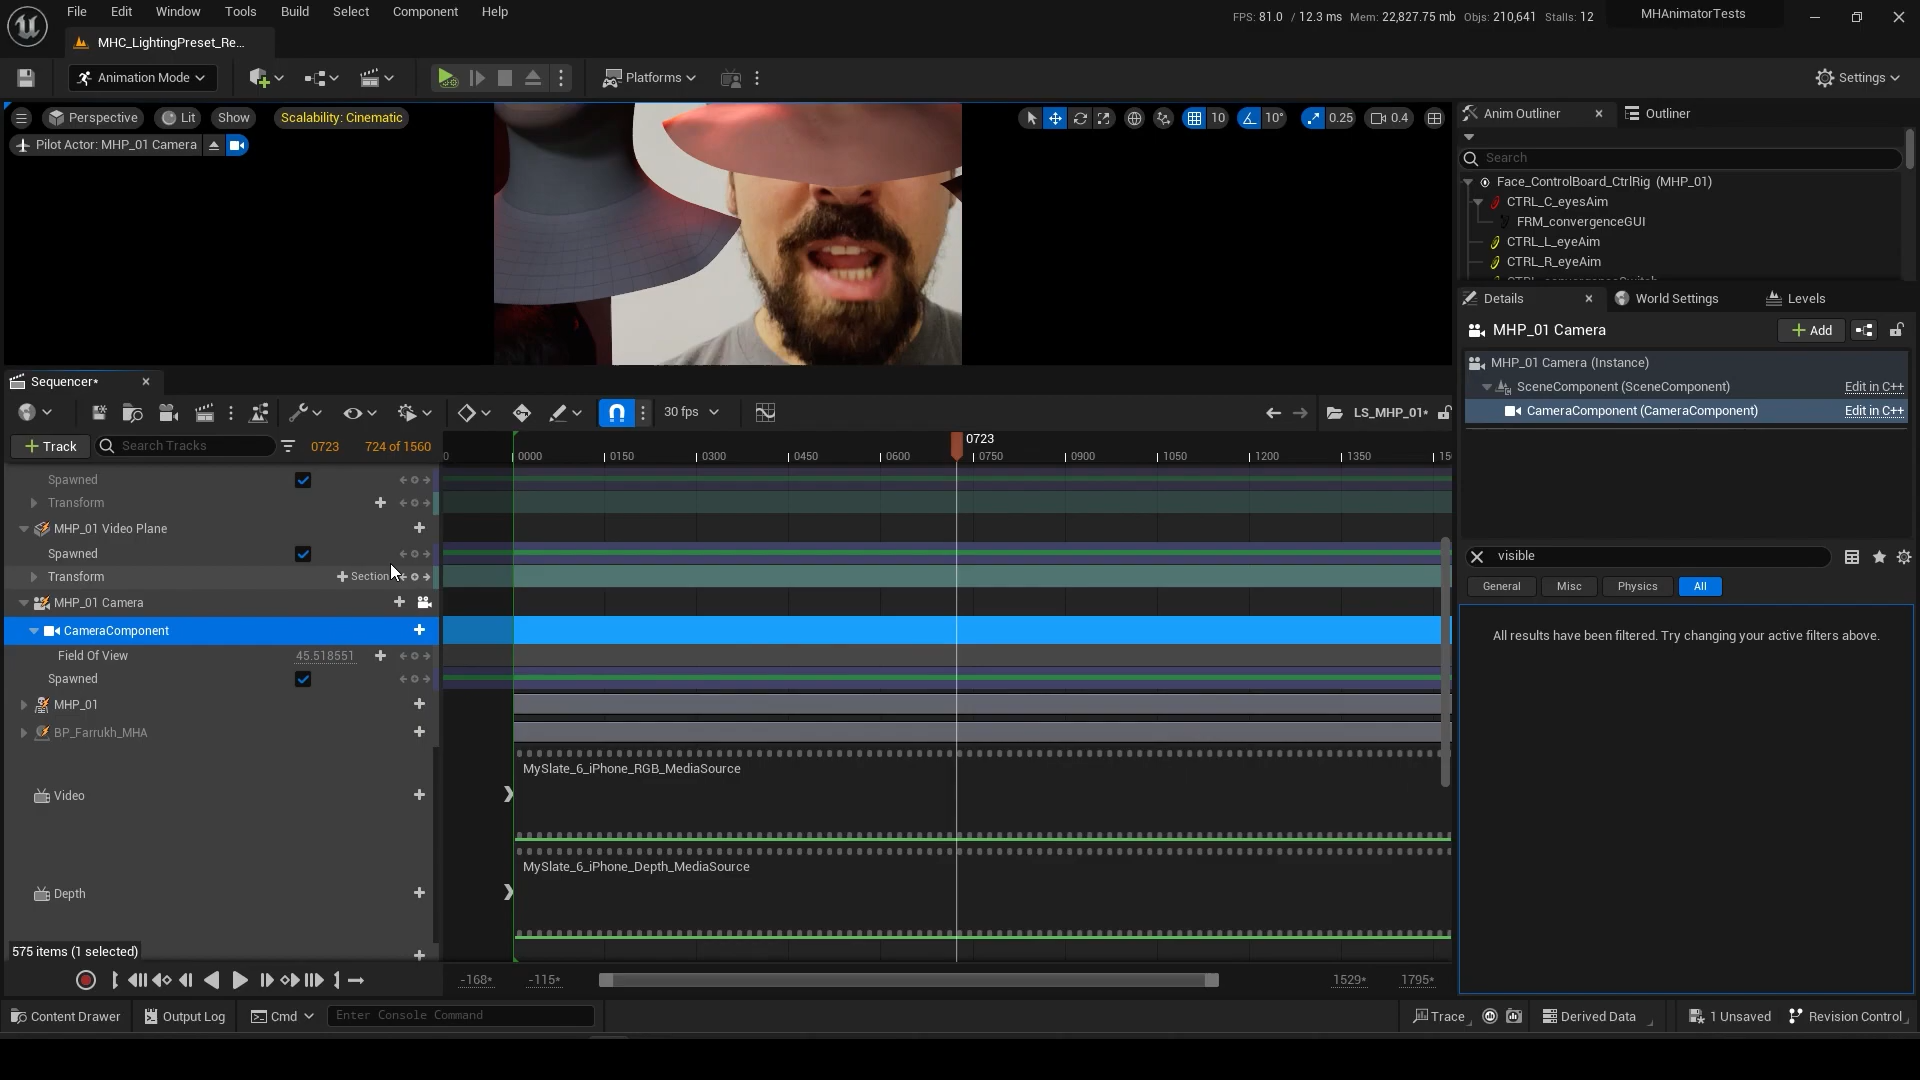 File Edit Window Tools Build Select Component Help
FPS: 81.0 / 12.3 ms Mem: 22,827.75 mb Objs: 210,641 Stalls: 12 MHAnimatorTests
MHC_LightingPreset_Re...
Animation Mode Platforms Settings
Perspective Lit Show Scalability: Cinematic 10 10° 0.25 0.4
Pilot Actor: MHP_01 Camera
Anim Outliner Outliner
Search
Face_ControlBoard_CtrlRig (MHP_01)
CTRL_C_eyesAim
FRM_convergenceGUI
CTRL_L_eyeAim
CTRL_R_eyeAim
Details World Settings Levels
MHP_01 Camera Add
MHP_01 Camera (Instance)
SceneComponent (SceneComponent) Edit in C++
CameraComponent (CameraComponent) Edit in C++
visible
General Misc Physics All
All results have been filtered. Try changing your active filters above.
Sequencer*
30 fps LS_MHP_01*
Track Search Tracks 0723 724 of 1560
0723
0 0000 0150 0300 0450 0600 0750 0900 1050 1200 1350 15
Spawned
Transform
MHP_01 Video Plane
Spawned
Transform Section
MHP_01 Camera
CameraComponent
Field Of View 45.518551
Spawned
MHP_01
BP_Farrukh_MHA
MySlate_6_iPhone_RGB_MediaSource
Video
MySlate_6_iPhone_Depth_MediaSource
Depth
575 items (1 selected)
-168* -115* 1529* 1795*
Content Drawer Output Log Cmd Enter Console Command Trace Derived Data 1 Unsaved Revision Control